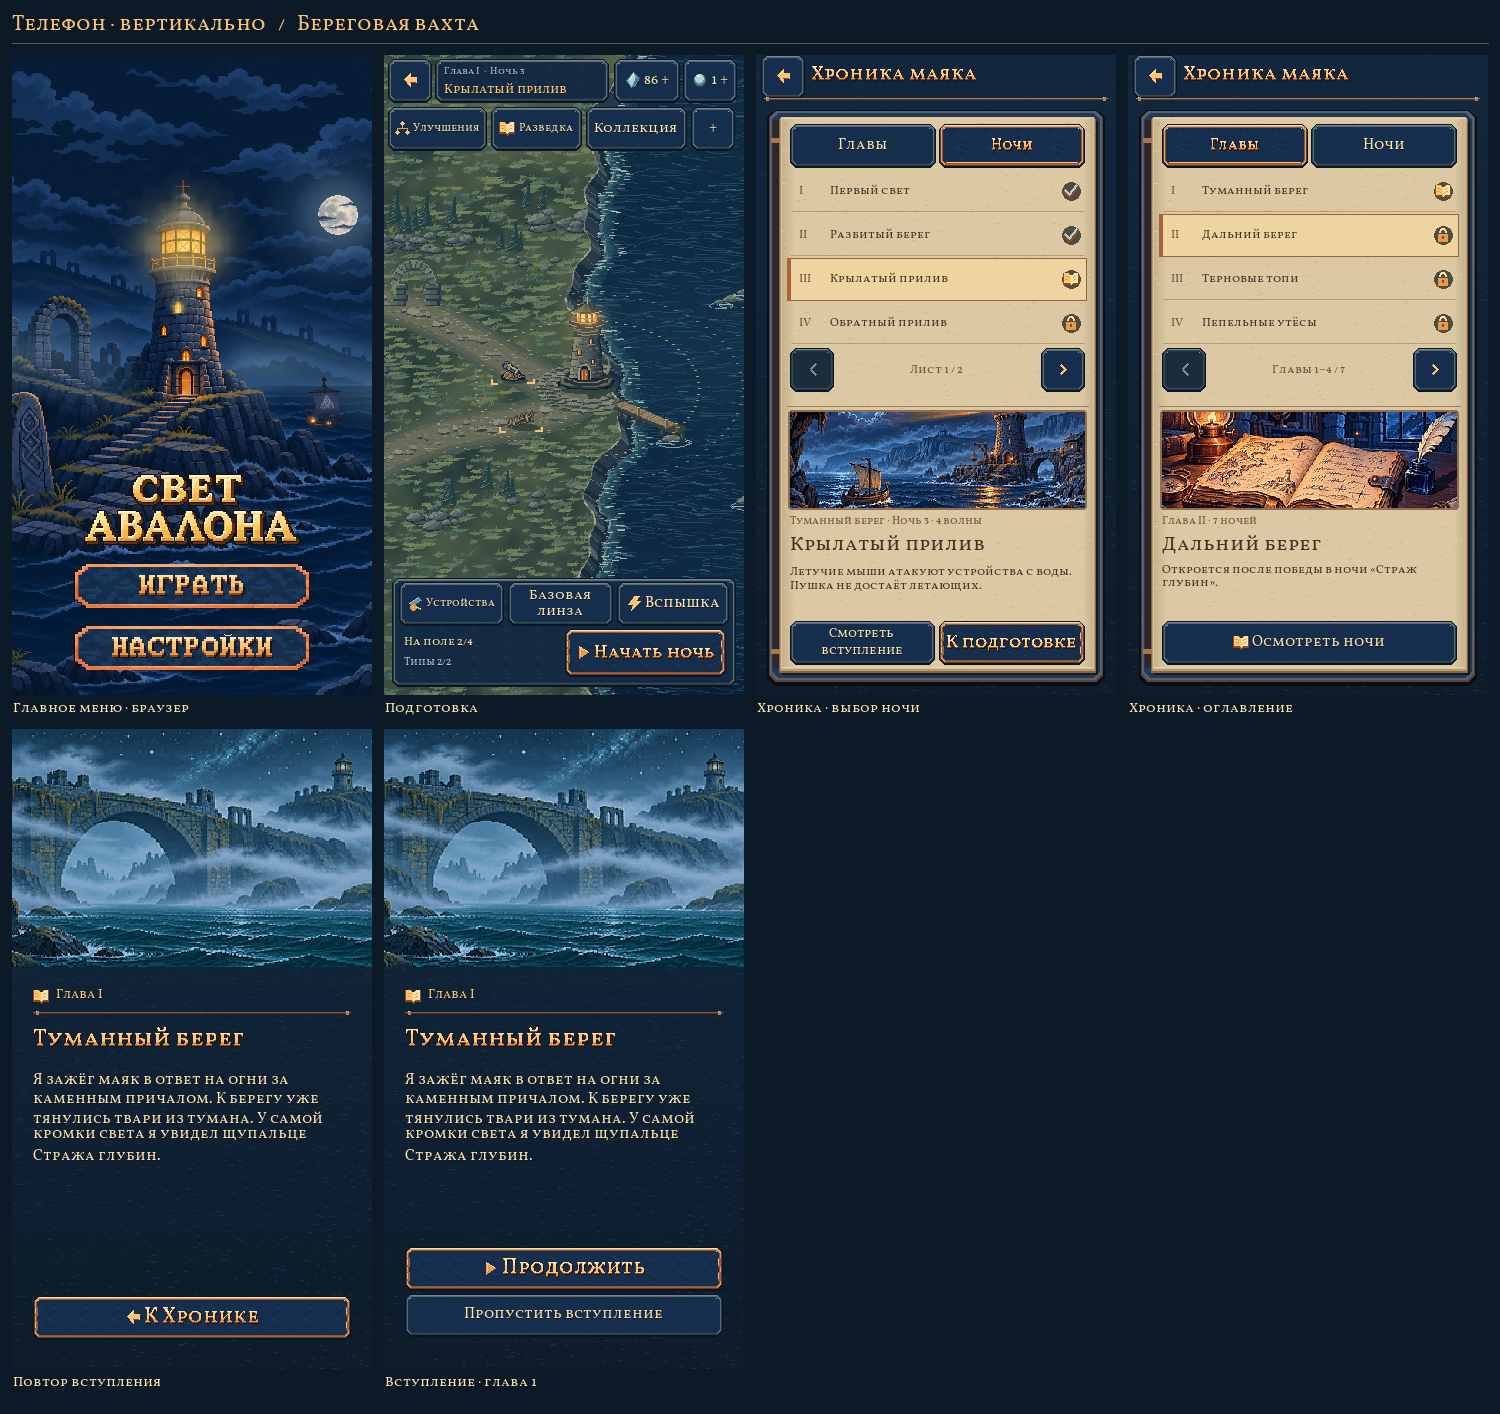 Телефон · вертикально / Береговая вахта
СВЕТ
АВАЛОНА
ИГРАТЬ
НАСТРОЙКИ
Главное меню · браузер
Глава I · Ночь 3
Крылатый прилив
86 +
1 +
Улучшения
Разведка
Коллекция
+
Устройства
Базовая
линза
Вспышка
На поле 2/4
Типы 2/2
Начать ночь
Подготовка
Хроника маяка
Главы
Ночи
I Первый свет
II Разбитый берег
III Крылатый прилив
IV Обратный прилив
Лист 1 / 2
Туманный берег · Ночь 3 · 4 волны
Крылатый прилив
Летучие мыши атакуют устройства с воды.
Пушка не достаёт летающих.
Смотреть
вступление
К подготовке
Хроника · выбор ночи
Хроника маяка
Главы
Ночи
I Туманный берег
II Дальний берег
III Терновые топи
IV Пепельные утёсы
Главы 1–4 / 7
Глава II · 7 ночей
Дальний берег
Откроется после победы в ночи «Страж
глубин».
Осмотреть ночи
Хроника · оглавление
Глава I
Туманный берег
Я зажёг маяк в ответ на огни за
каменным причалом. К берегу уже
тянулись твари из тумана. У самой
кромки света я увидел щупальце
Стража глубин.
К Хронике
Повтор вступления
Глава I
Туманный берег
Я зажёг маяк в ответ на огни за
каменным причалом. К берегу уже
тянулись твари из тумана. У самой
кромки света я увидел щупальце
Стража глубин.
Продолжить
Пропустить вступление
Вступление · глава 1